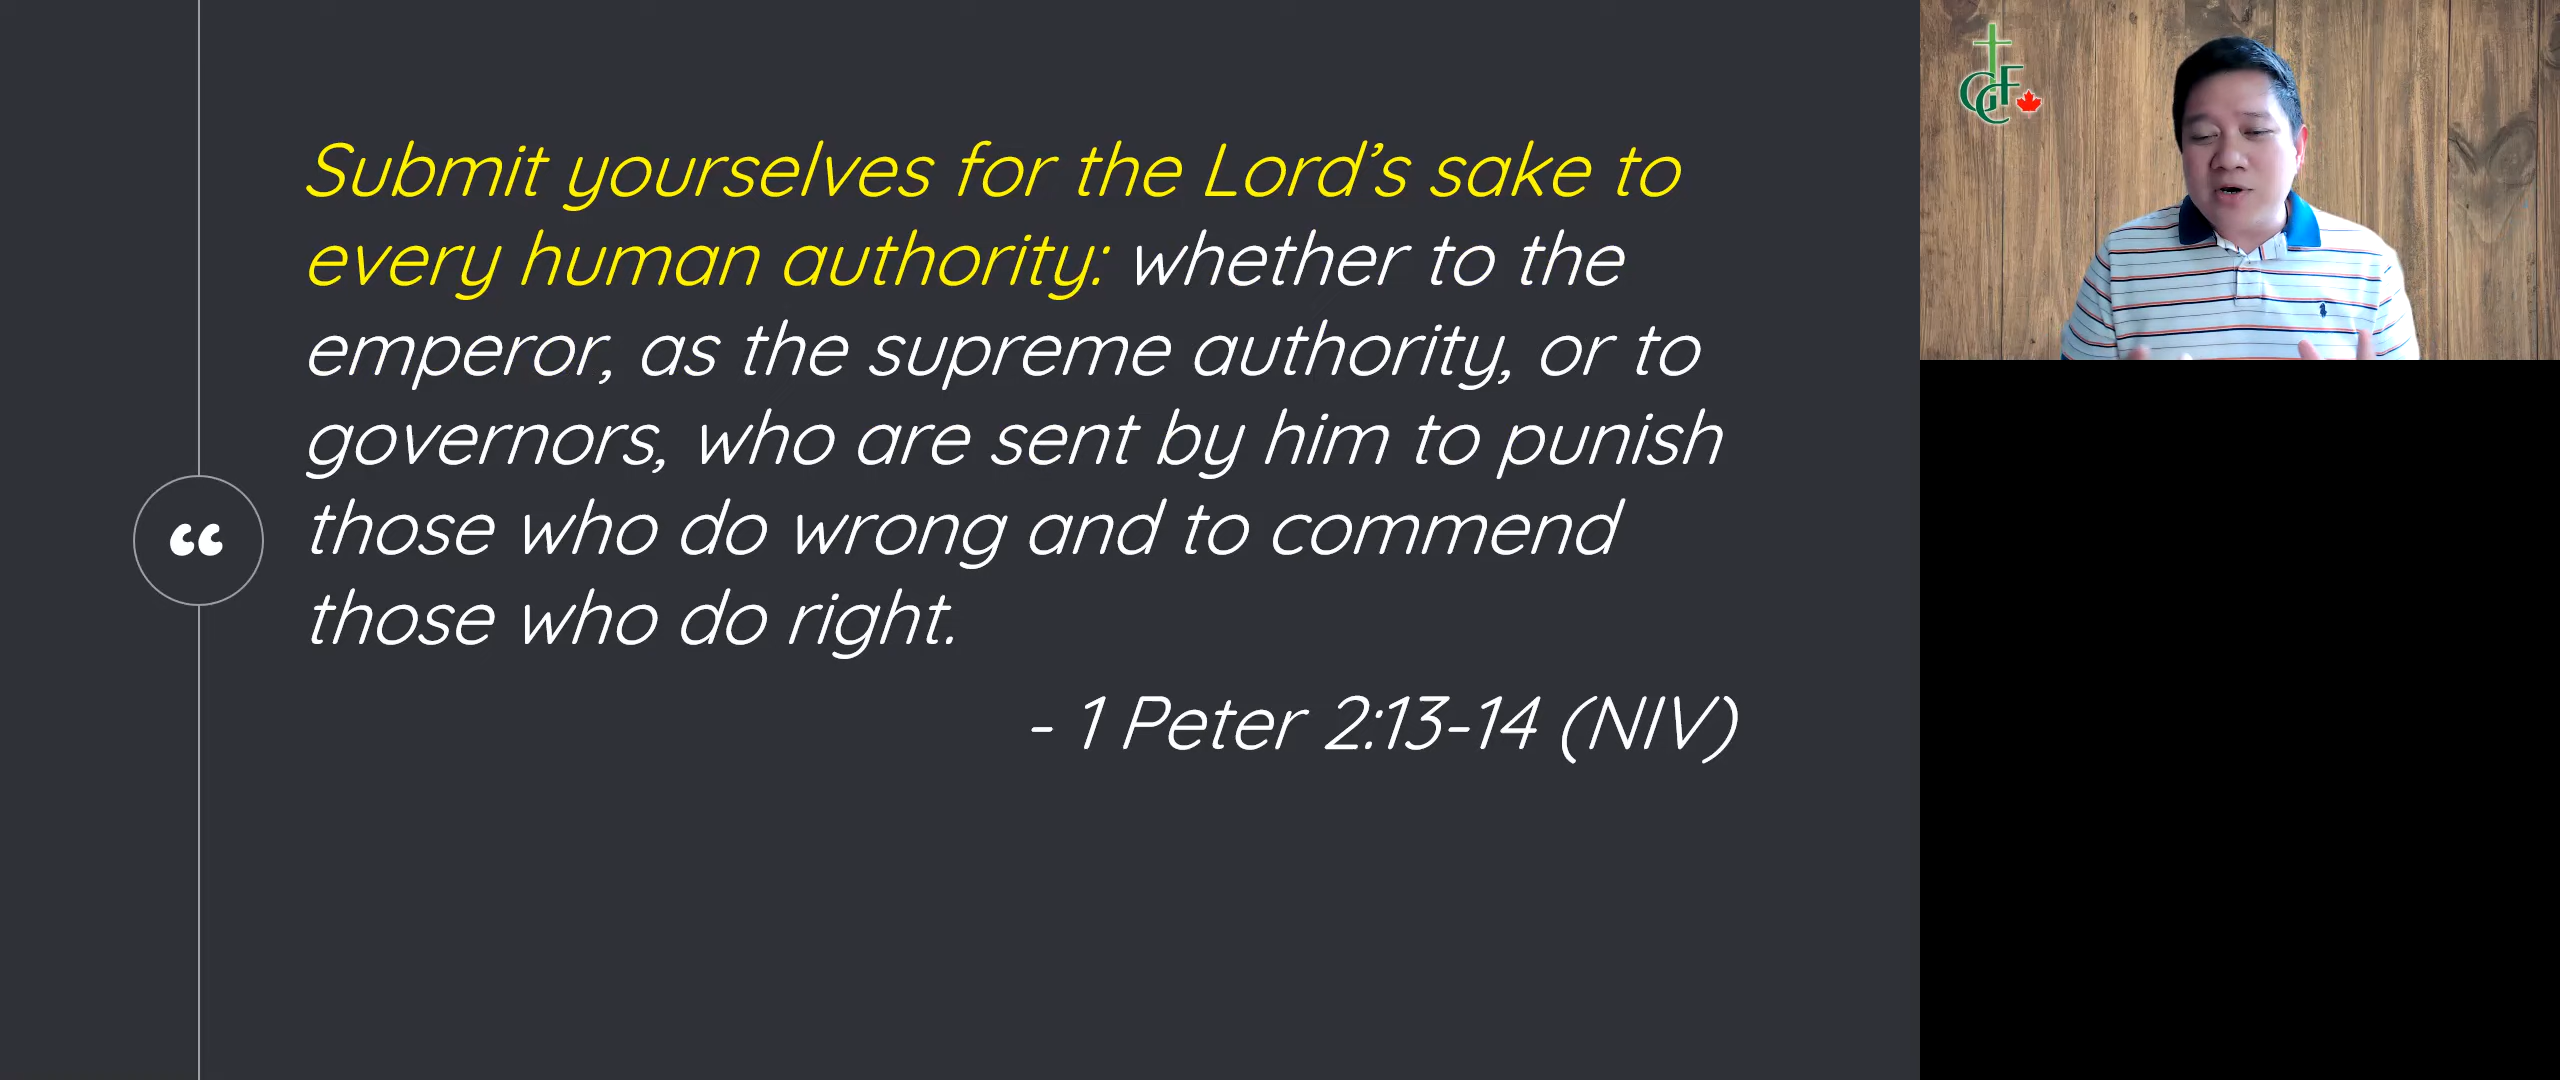 Submit yourselves for the Lord’s sake to
every human authority: whether to the
emperor, as the supreme authority, or to
governors, who are sent by him to punish
those who do wrong and to commend
those who do right.
- 1 Peter 2:13-14 (NIV)
“
GCF